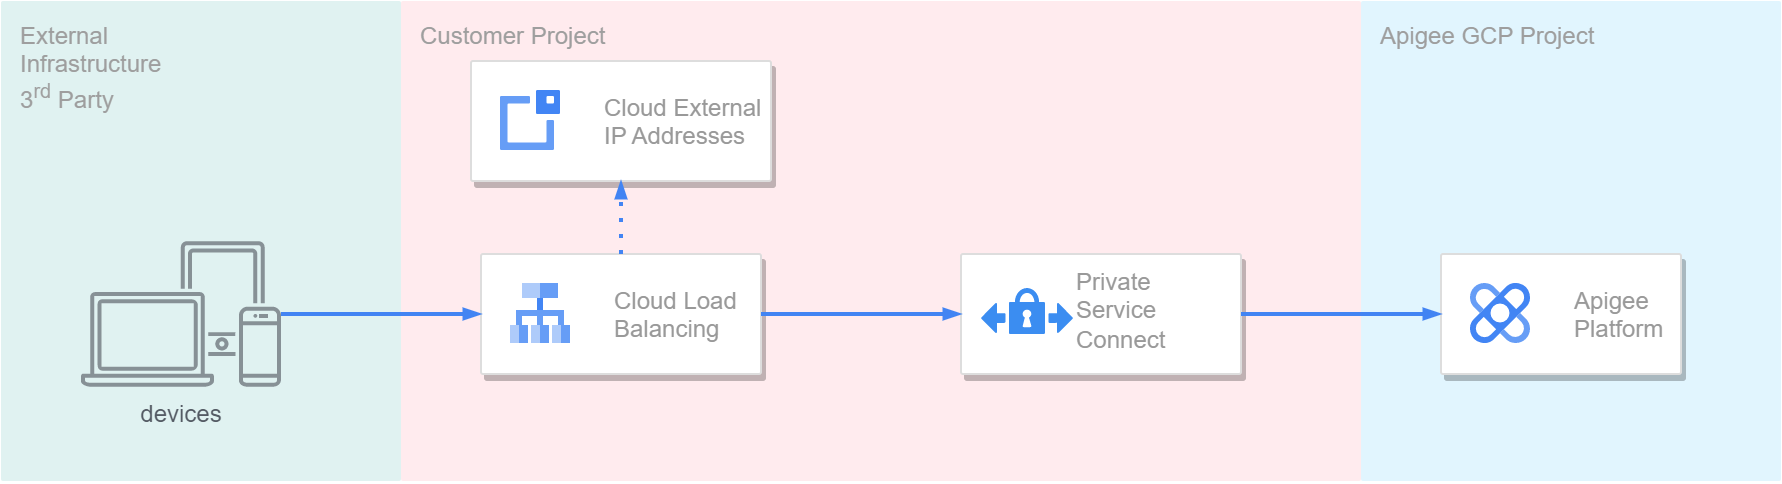 External
Infrastructure
3rd Party
Customer Project
Apigee GCP Project
Cloud External
IP Addresses
devices
Cloud Load
Balancing
Private
Service
Connect
Apigee
Platform